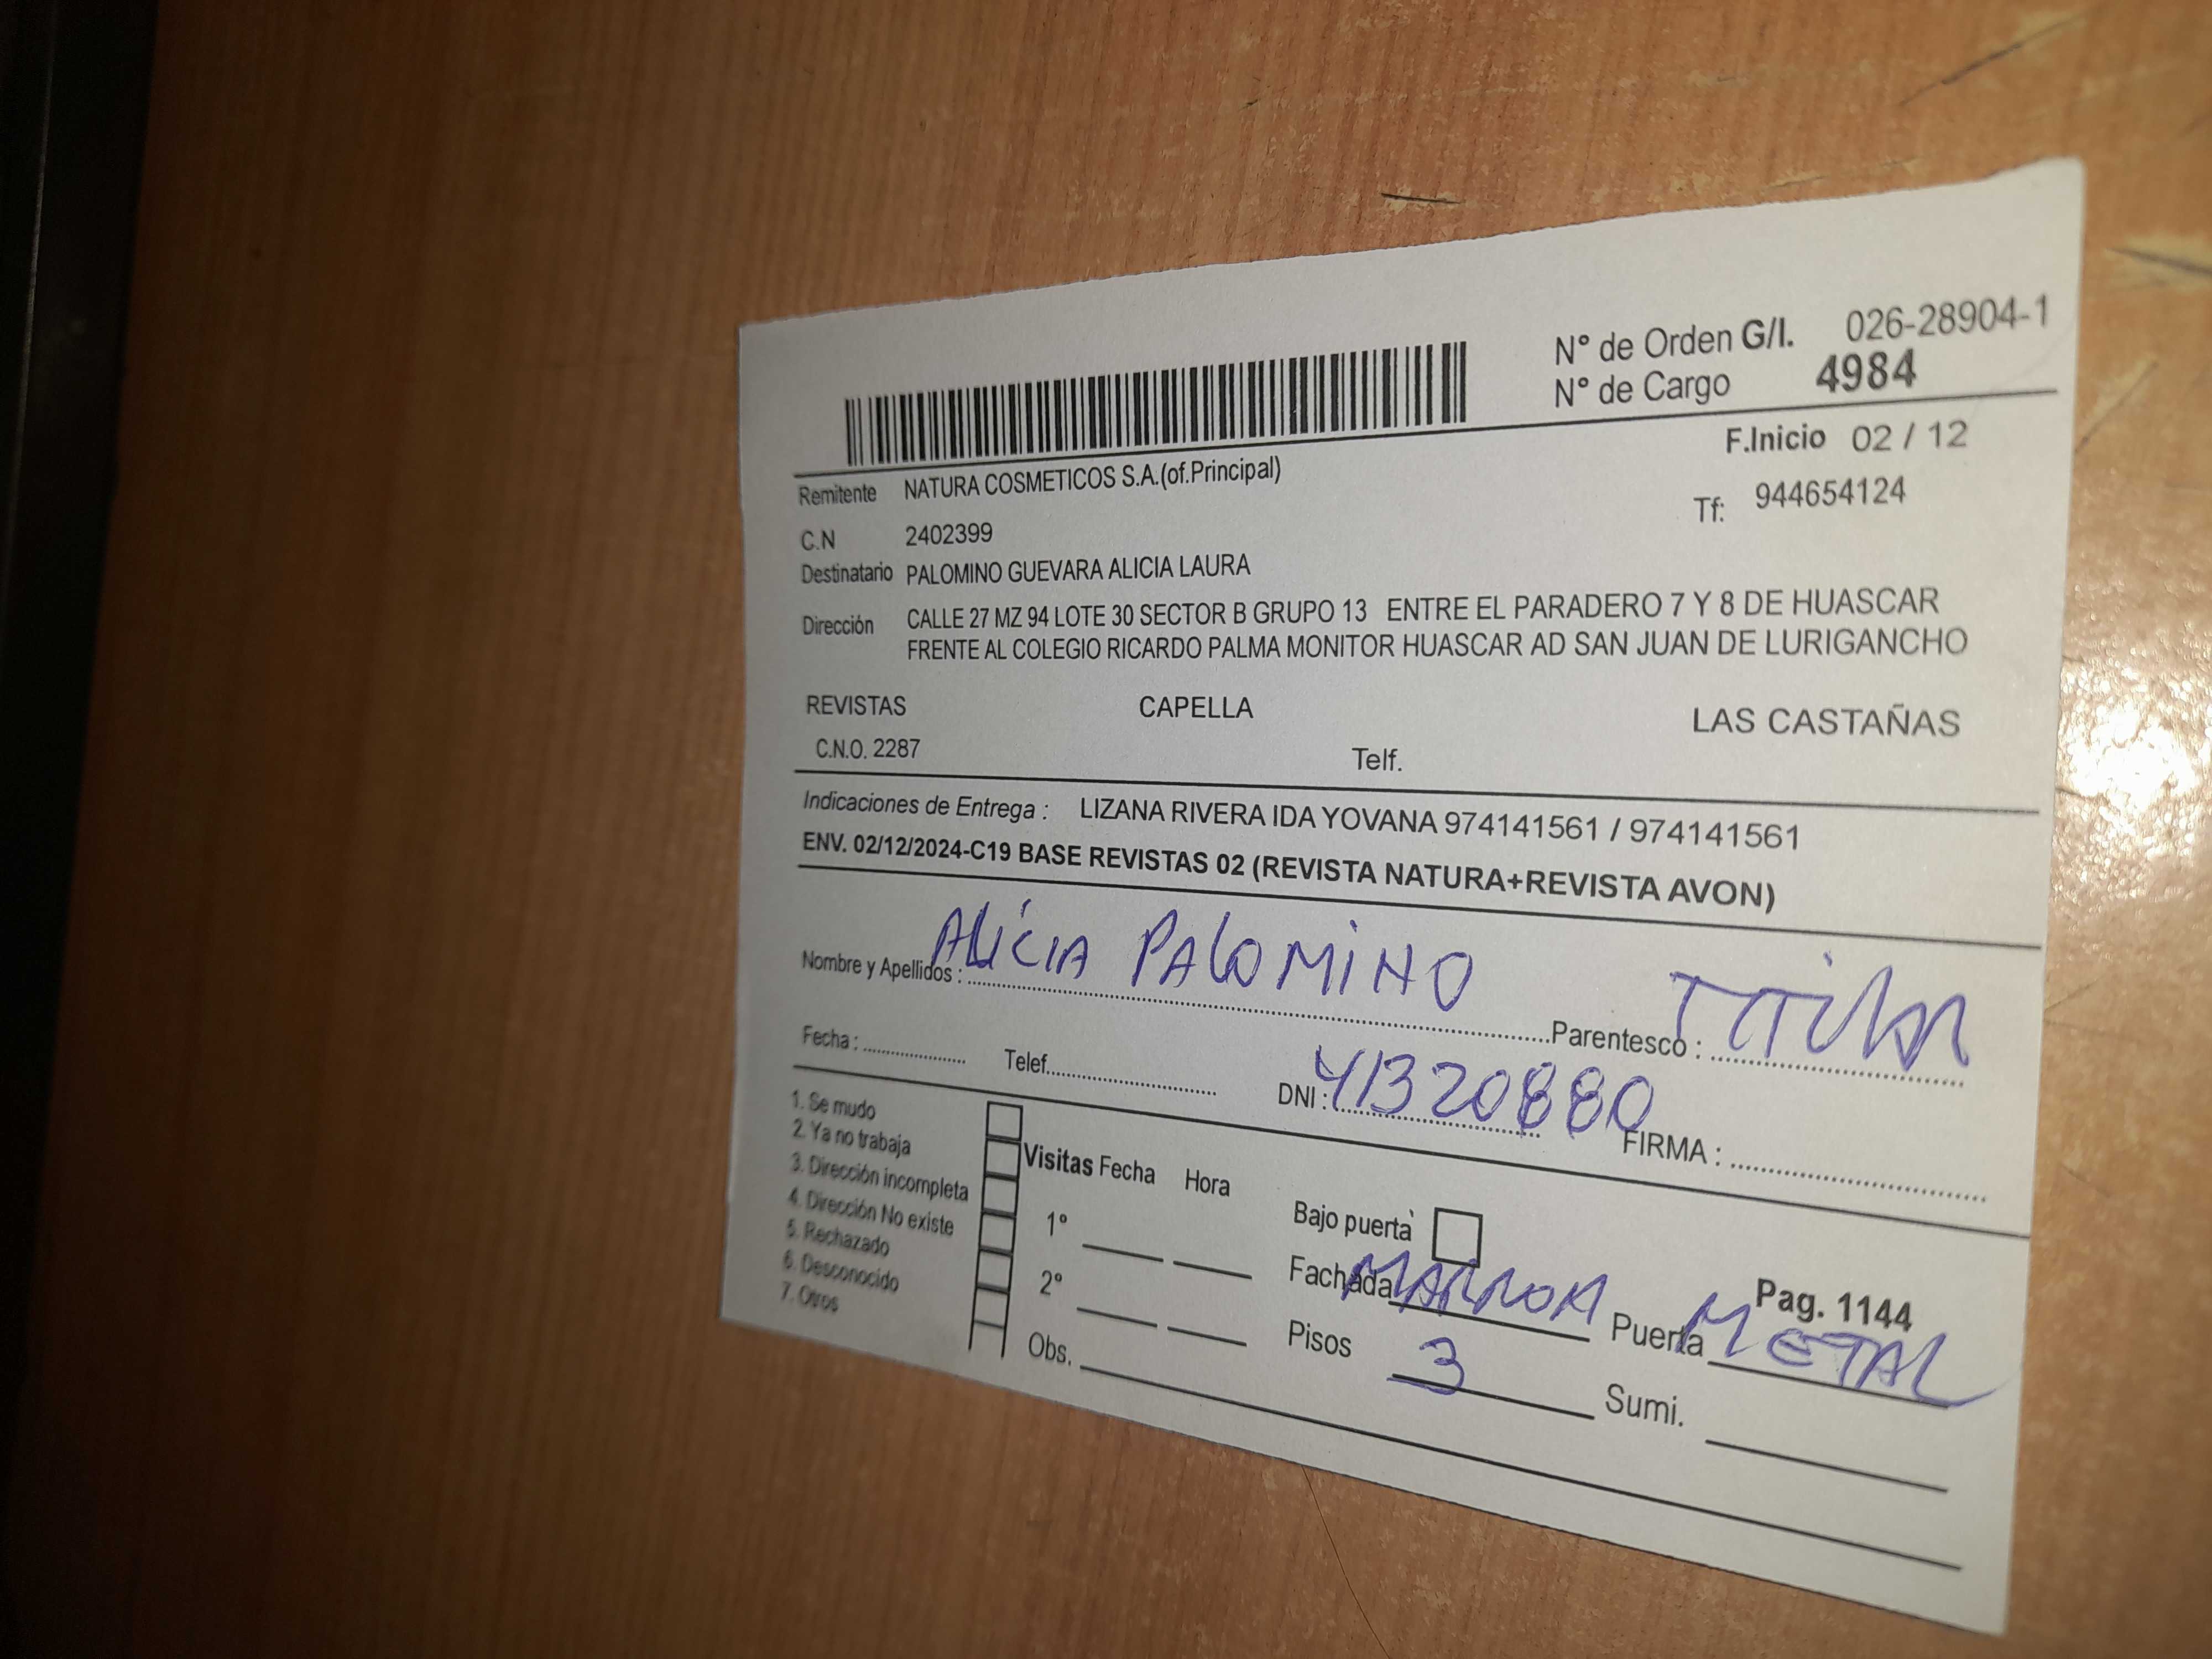 N° de Orden G/I. 026-28904-1
N° de Cargo 4984
F.Inicio 02 / 12
Remitente NATURA COSMETICOS S.A.(of.Principal)
Tf: 944654124
C.N 2402399
Destinatario PALOMINO GUEVARA ALICIA LAURA
Dirección CALLE 27 MZ 94 LOTE 30 SECTOR B GRUPO 13 ENTRE EL PARADERO 7 Y 8 DE HUASCAR
FRENTE AL COLEGIO RICARDO PALMA MONITOR HUASCAR AD SAN JUAN DE LURIGANCHO
REVISTAS CAPELLA LAS CASTAÑAS
C.N.O. 2287 Telf.
Indicaciones de Entrega : LIZANA RIVERA IDA YOVANA 974141561 / 974141561
ENV. 02/12/2024-C19 BASE REVISTAS 02 (REVISTA NATURA+REVISTA AVON)
Nombre y Apellidos : ALiCIA PALOMiNO Parentesco :
Fecha : Telef. DNI : 41320880 FIRMA :
1. Se mudo
2. Ya no trabaja
3. Dirección incompleta
4. Dirección No existe
5. Rechazado
6. Desconocido
7. Otros
Visitas Fecha Hora
1°
2°
Obs.
Bajo puerta
Fachada MARRON Puerta METAL
Pag. 1144
Pisos 3 Sumi.